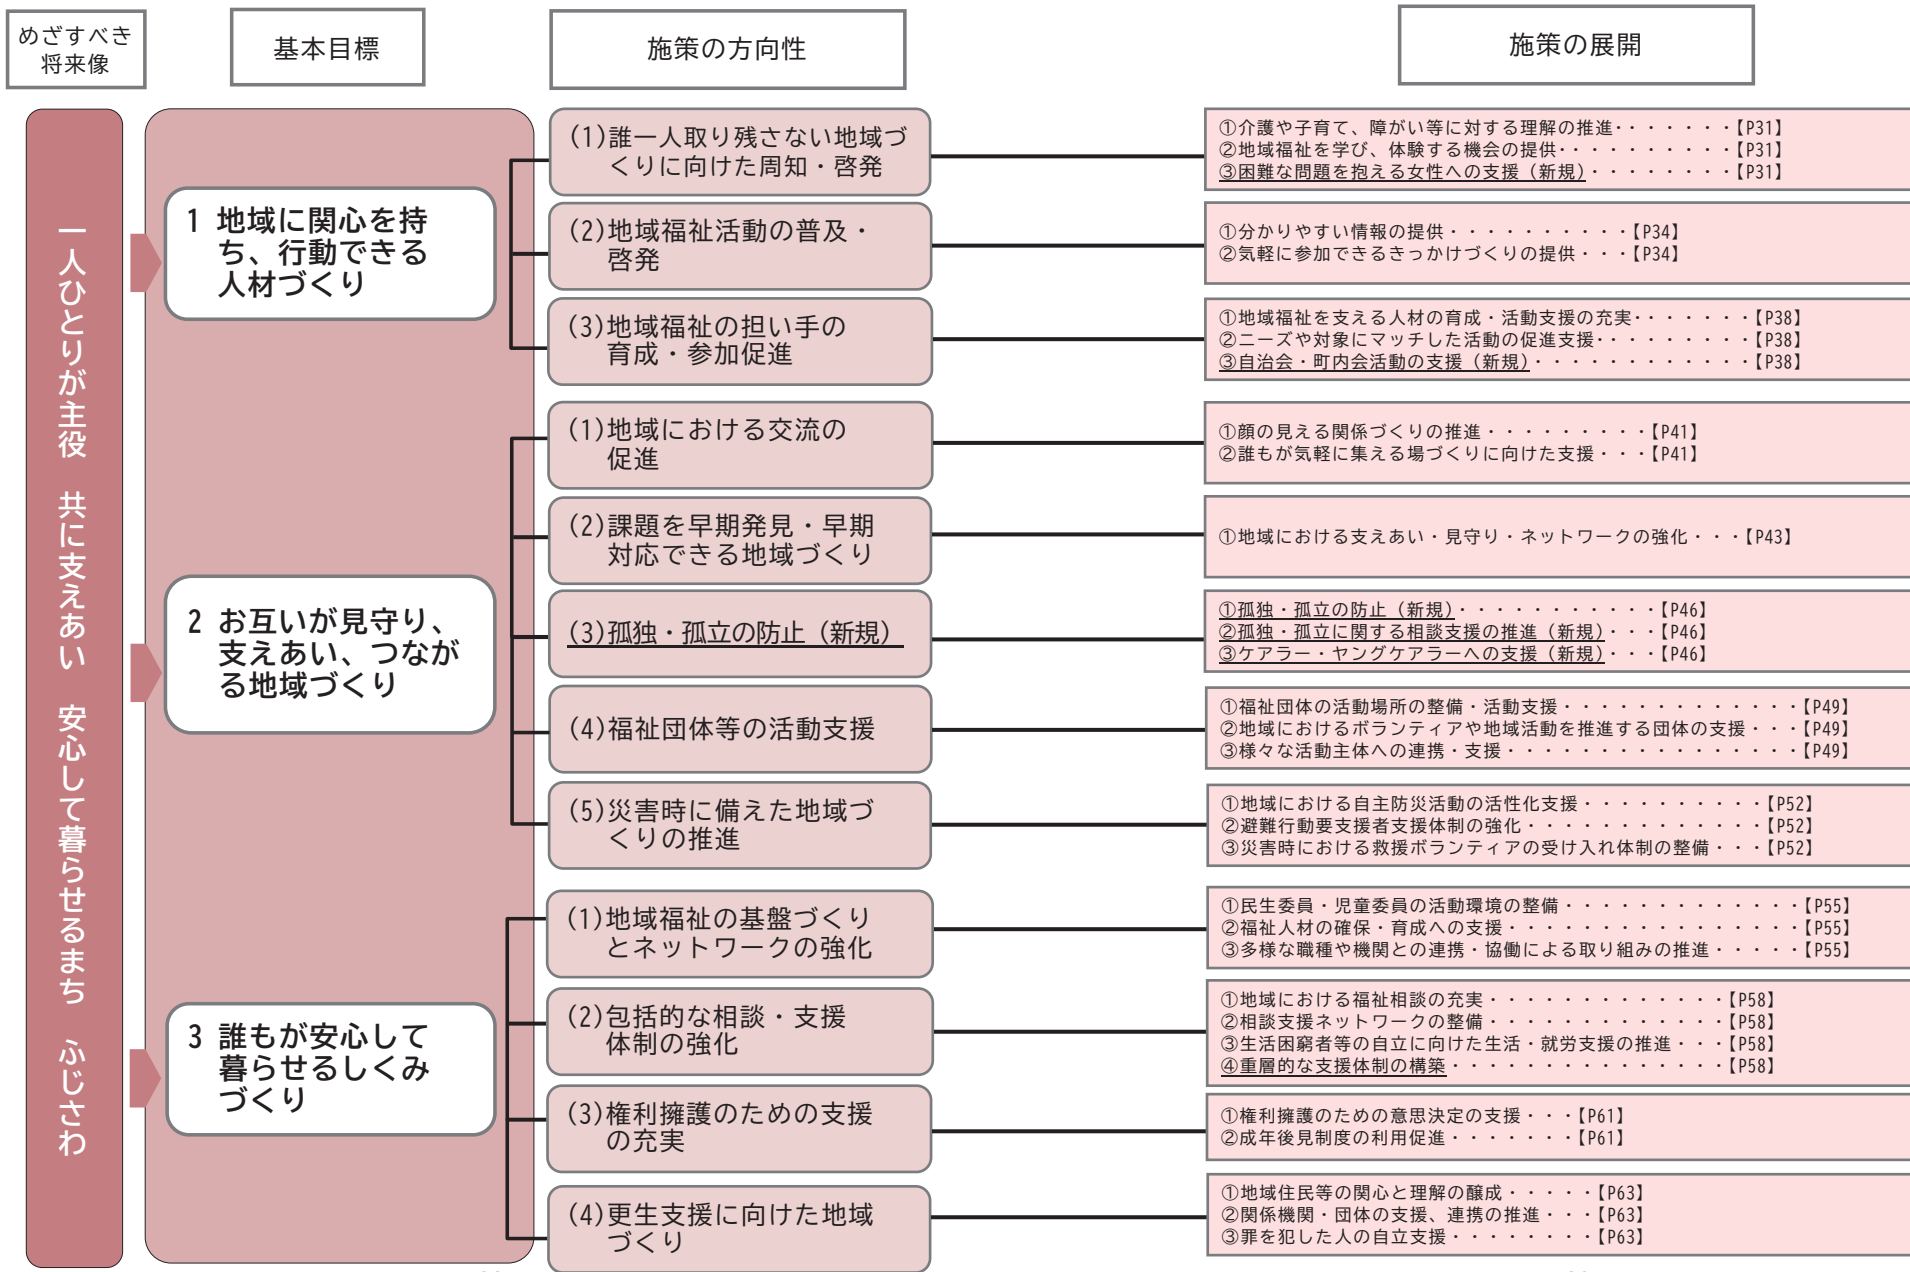 めざすべき
将来像
基本目標
施策の方向性
施策の展開
一人ひとりが主役　共に支えあい　安心して暮らせるまち　ふじさわ
1 地域に関心を持
ち、行動できる
人材づくり
(1)誰一人取り残さない地域づ
くりに向けた周知・啓発
①介護や子育て、障がい等に対する理解の推進・・・・・・・【P31】
②地域福祉を学び、体験する機会の提供・・・・・・・・・・【P31】
③困難な問題を抱える女性への支援（新規）・・・・・・・・【P31】
(2)地域福祉活動の普及・
啓発
①分かりやすい情報の提供・・・・・・・・・・【P34】
②気軽に参加できるきっかけづくりの提供・・・【P34】
(3)地域福祉の担い手の
育成・参加促進
①地域福祉を支える人材の育成・活動支援の充実・・・・・・・【P38】
②ニーズや対象にマッチした活動の促進支援・・・・・・・・・【P38】
③自治会・町内会活動の支援（新規）・・・・・・・・・・・・【P38】
2 お互いが見守り、
支えあい、つなが
る地域づくり
(1)地域における交流の
促進
①顔の見える関係づくりの推進・・・・・・・・・【P41】
②誰もが気軽に集える場づくりに向けた支援・・・【P41】
(2)課題を早期発見・早期
対応できる地域づくり
①地域における支えあい・見守り・ネットワークの強化・・・【P43】
(3)孤独・孤立の防止（新規）
①孤独・孤立の防止（新規）・・・・・・・・・・・【P46】
②孤独・孤立に関する相談支援の推進（新規）・・・【P46】
③ケアラー・ヤングケアラーへの支援（新規）・・・【P46】
(4)福祉団体等の活動支援
①福祉団体の活動場所の整備・活動支援・・・・・・・・・・・・・【P49】
②地域におけるボランティアや地域活動を推進する団体の支援・・・【P49】
③様々な活動主体への連携・支援・・・・・・・・・・・・・・・・【P49】
(5)災害時に備えた地域づ
くりの推進
①地域における自主防災活動の活性化支援・・・・・・・・・・【P52】
②避難行動要支援者支援体制の強化・・・・・・・・・・・・・【P52】
③災害時における救援ボランティアの受け入れ体制の整備・・・【P52】
3 誰もが安心して
暮らせるしくみ
づくり
(1)地域福祉の基盤づくり
とネットワークの強化
①民生委員・児童委員の活動環境の整備・・・・・・・・・・・・・【P55】
②福祉人材の確保・育成への支援・・・・・・・・・・・・・・・・【P55】
③多様な職種や機関との連携・協働による取り組みの推進・・・・・【P55】
(2)包括的な相談・支援
体制の強化
①地域における福祉相談の充実・・・・・・・・・・・・・【P58】
②相談支援ネットワークの整備・・・・・・・・・・・・・【P58】
③生活困窮者等の自立に向けた生活・就労支援の推進・・・【P58】
④重層的な支援体制の構築・・・・・・・・・・・・・・・【P58】
(3)権利擁護のための支援
の充実
①権利擁護のための意思決定の支援・・・【P61】
②成年後見制度の利用促進・・・・・・・【P61】
(4)更生支援に向けた地域
づくり
①地域住民等の関心と理解の醸成・・・・・【P63】
②関係機関・団体の支援、連携の推進・・・【P63】
③罪を犯した人の自立支援・・・・・・・・【P63】